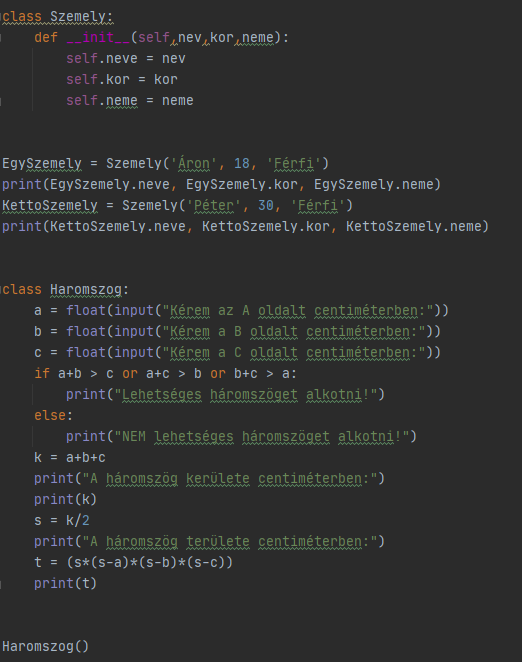 class Szemely:
    def __init__(self,nev,kor,neme):
        self.neve = nev
        self.kor = kor
        self.neme = neme
EgySzemely = Szemely('Áron', 18, 'Férfi')
print(EgySzemely.neve, EgySzemely.kor, EgySzemely.neme)
KettoSzemely = Szemely('Péter', 30, 'Férfi')
print(KettoSzemely.neve, KettoSzemely.kor, KettoSzemely.neme)
class Haromszog:
    a = float(input("Kérem az A oldalt centiméterben:"))
    b = float(input("Kérem a B oldalt centiméterben:"))
    c = float(input("Kérem a C oldalt centiméterben:"))
    if a+b > c or a+c > b or b+c > a:
        print("Lehetséges háromszöget alkotni!")
    else:
        print("NEM lehetséges háromszöget alkotni!")
    k = a+b+c
    print("A háromszög kerülete centiméterben:")
    print(k)
    s = k/2
    print("A háromszög területe centiméterben:")
    t = (s*(s-a)*(s-b)*(s-c))
    print(t)
Haromszog()